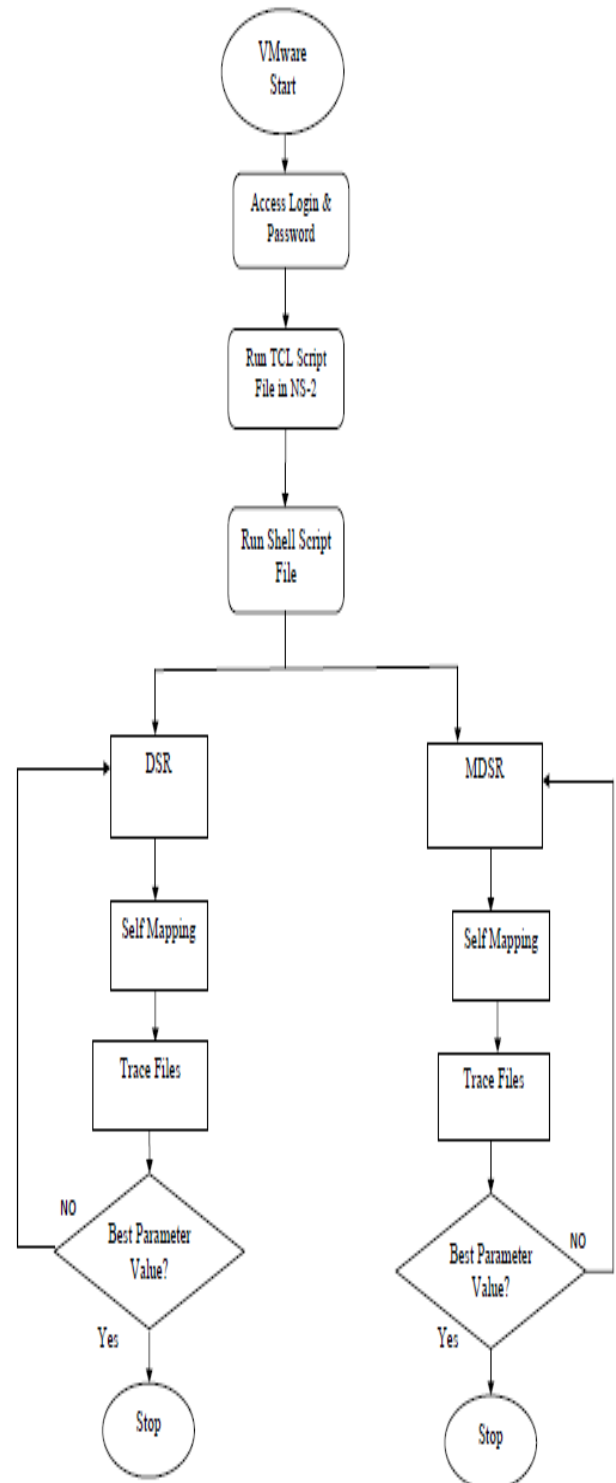 VMware
Start
Access Login &
Password
Run TCL Script
File in NS-2
Run Shell Script
File
DSR
Self Mapping
Trace Files
NO
Best Parameter
Value?
Yes
Stop
MDSR
Self Mapping
Trace Files
NO
Best Parameter
Value?
Yes
Stop